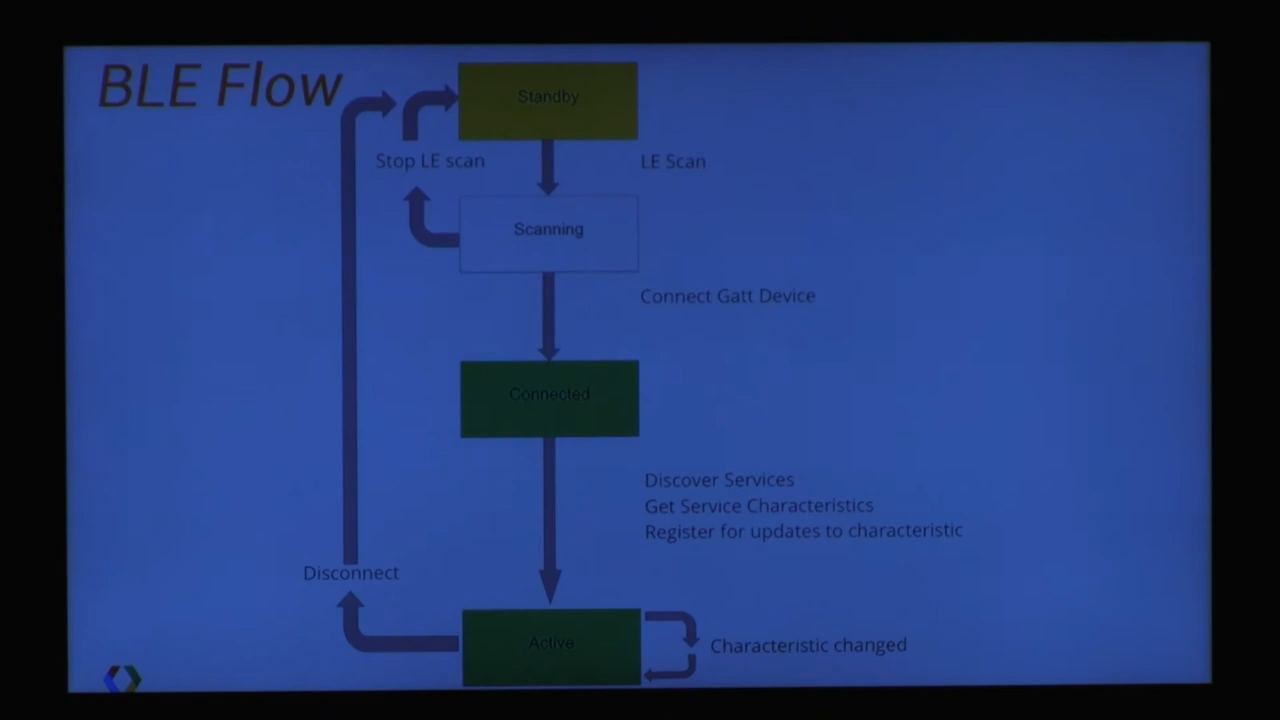 BLE Flow
Standby
Stop LE scan
LE Scan
Scanning
Connect Gatt Device
Connected
Discover Services
Get Service Characteristics
Register for updates to characteristic
Disconnect
Active
Characteristic changed